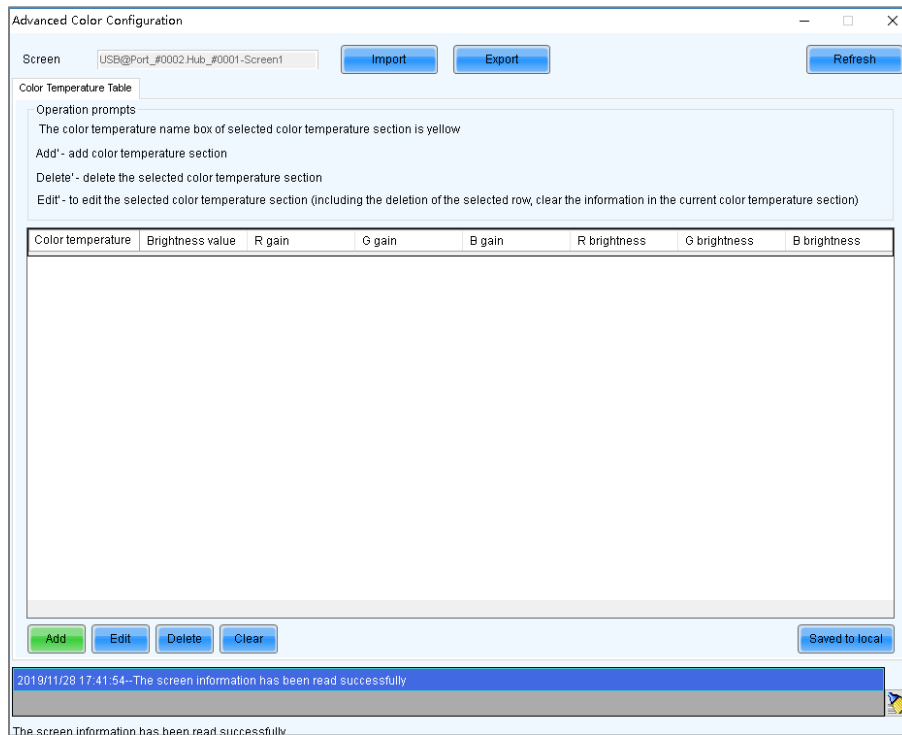 Advanced Color Configuration
Screen USB@Port_#0002.Hub_#0001-Screen1 Import Export Refresh
Color Temperature Table
Operation prompts
The color temperature name box of selected color temperature section is yellow
Add'- add color temperature section
Delete'- delete the selected color temperature section
Edit'- to edit the selected color temperature section (including the deletion of the selected row, clear the information in the current color temperature section)
Color temperature Brightness value R gain G gain B gain R brightness G brightness B brightness
Add Edit Delete Clear Saved to local
2019/11/28 17:41:54--The screen information has been read successfully
The screen information has been read successfully